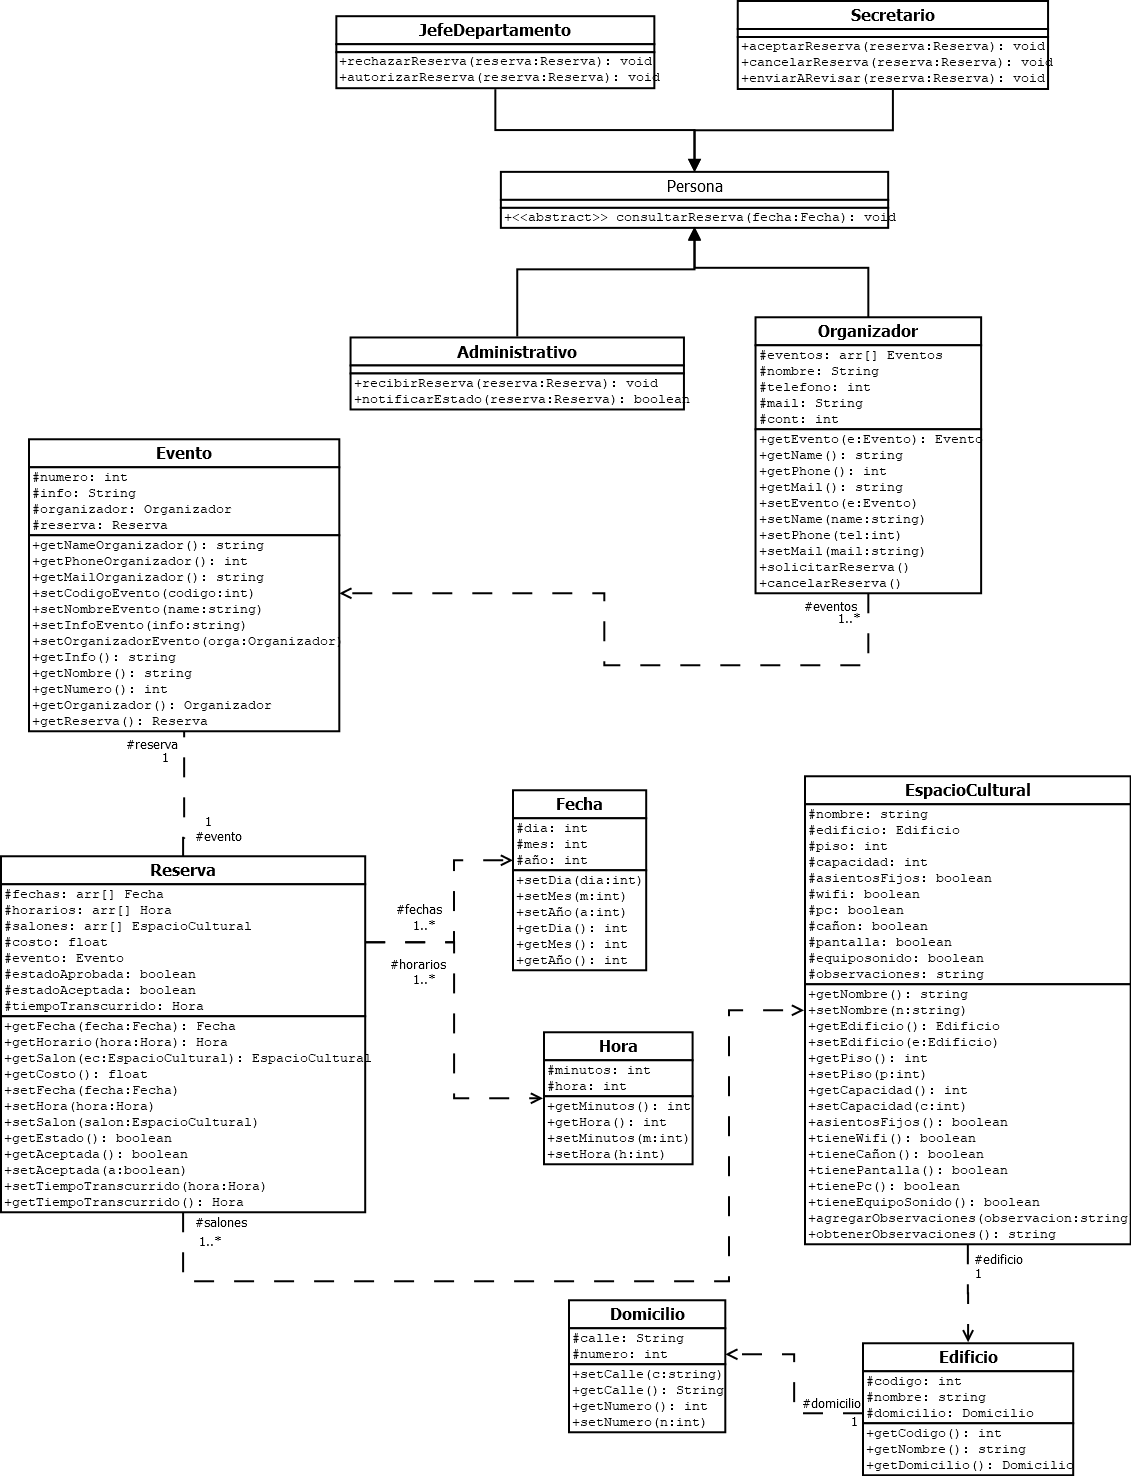 JefeDepartamento
+rechazarReserva(reserva:Reserva): void
+autorizarReserva(reserva:Reserva): void
Secretario
+aceptarReserva(reserva:Reserva): void
+cancelarReserva(reserva:Reserva): void
+enviarARevisar(reserva:Reserva): void
Persona
+<<abstract>> consultarReserva(fecha:Fecha): void
Administrativo
+recibirReserva(reserva:Reserva): void
+notificarEstado(reserva:Reserva): boolean
Organizador
#eventos: arr[] Eventos
#nombre: String
#telefono: int
#mail: String
#cont: int
+getEvento(e:Evento): Evento
+getName(): string
+getPhone(): int
+getMail(): string
+setEvento(e:Evento)
+setName(name:string)
+setPhone(tel:int)
+setMail(mail:string)
+solicitarReserva()
+cancelarReserva()
#eventos
1..*
Evento
#numero: int
#info: String
#organizador: Organizador
#reserva: Reserva
+getNameOrganizador(): string
+getPhoneOrganizador(): int
+getMailOrganizador(): string
+setCodigoEvento(codigo:int)
+setNombreEvento(name:string)
+setInfoEvento(info:string)
+setOrganizadorEvento(orga:Organizador)
+getInfo(): string
+getNombre(): string
+getNumero(): int
+getOrganizador(): Organizador
+getReserva(): Reserva
#reserva
1
1
#evento
Reserva
#fechas: arr[] Fecha
#horarios: arr[] Hora
#salones: arr[] EspacioCultural
#costo: float
#evento: Evento
#estadoAprobada: boolean
#estadoAceptada: boolean
#tiempoTranscurrido: Hora
+getFecha(fecha:Fecha): Fecha
+getHorario(hora:Hora): Hora
+getSalon(ec:EspacioCultural): EspacioCultural
+getCosto(): float
+setFecha(fecha:Fecha)
+setHora(hora:Hora)
+setSalon(salon:EspacioCultural)
+getEstado(): boolean
+getAceptada(): boolean
+setAceptada(a:boolean)
+setTiempoTranscurrido(hora:Hora)
+getTiempoTranscurrido(): Hora
#salones
1..*
#fechas
1..*
#horarios
1..*
Fecha
#dia: int
#mes: int
#año: int
+setDia(dia:int)
+setMes(m:int)
+setAño(a:int)
+getDia(): int
+getMes(): int
+getAño(): int
Hora
#minutos: int
#hora: int
+getMinutos(): int
+getHora(): int
+setMinutos(m:int)
+setHora(h:int)
EspacioCultural
#nombre: string
#edificio: Edificio
#piso: int
#capacidad: int
#asientosFijos: boolean
#wifi: boolean
#pc: boolean
#cañon: boolean
#pantalla: boolean
#equiposonido: boolean
#observaciones: string
+getNombre(): string
+setNombre(n:string)
+getEdificio(): Edificio
+setEdificio(e:Edificio)
+getPiso(): int
+setPiso(p:int)
+getCapacidad(): int
+setCapacidad(c:int)
+asientosFijos(): boolean
+tieneWifi(): boolean
+tieneCañon(): boolean
+tienePantalla(): boolean
+tienePc(): boolean
+tieneEquipoSonido(): boolean
+agregarObservaciones(observacion:string
+obtenerObservaciones(): string
#edificio
1
Domicilio
#calle: String
#numero: int
+setCalle(c:string)
+getCalle(): String
+getNumero(): int
+setNumero(n:int)
#domicilio
1
Edificio
#codigo: int
#nombre: string
#domicilio: Domicilio
+getCodigo(): int
+getNombre(): string
+getDomicilio(): Domicilio